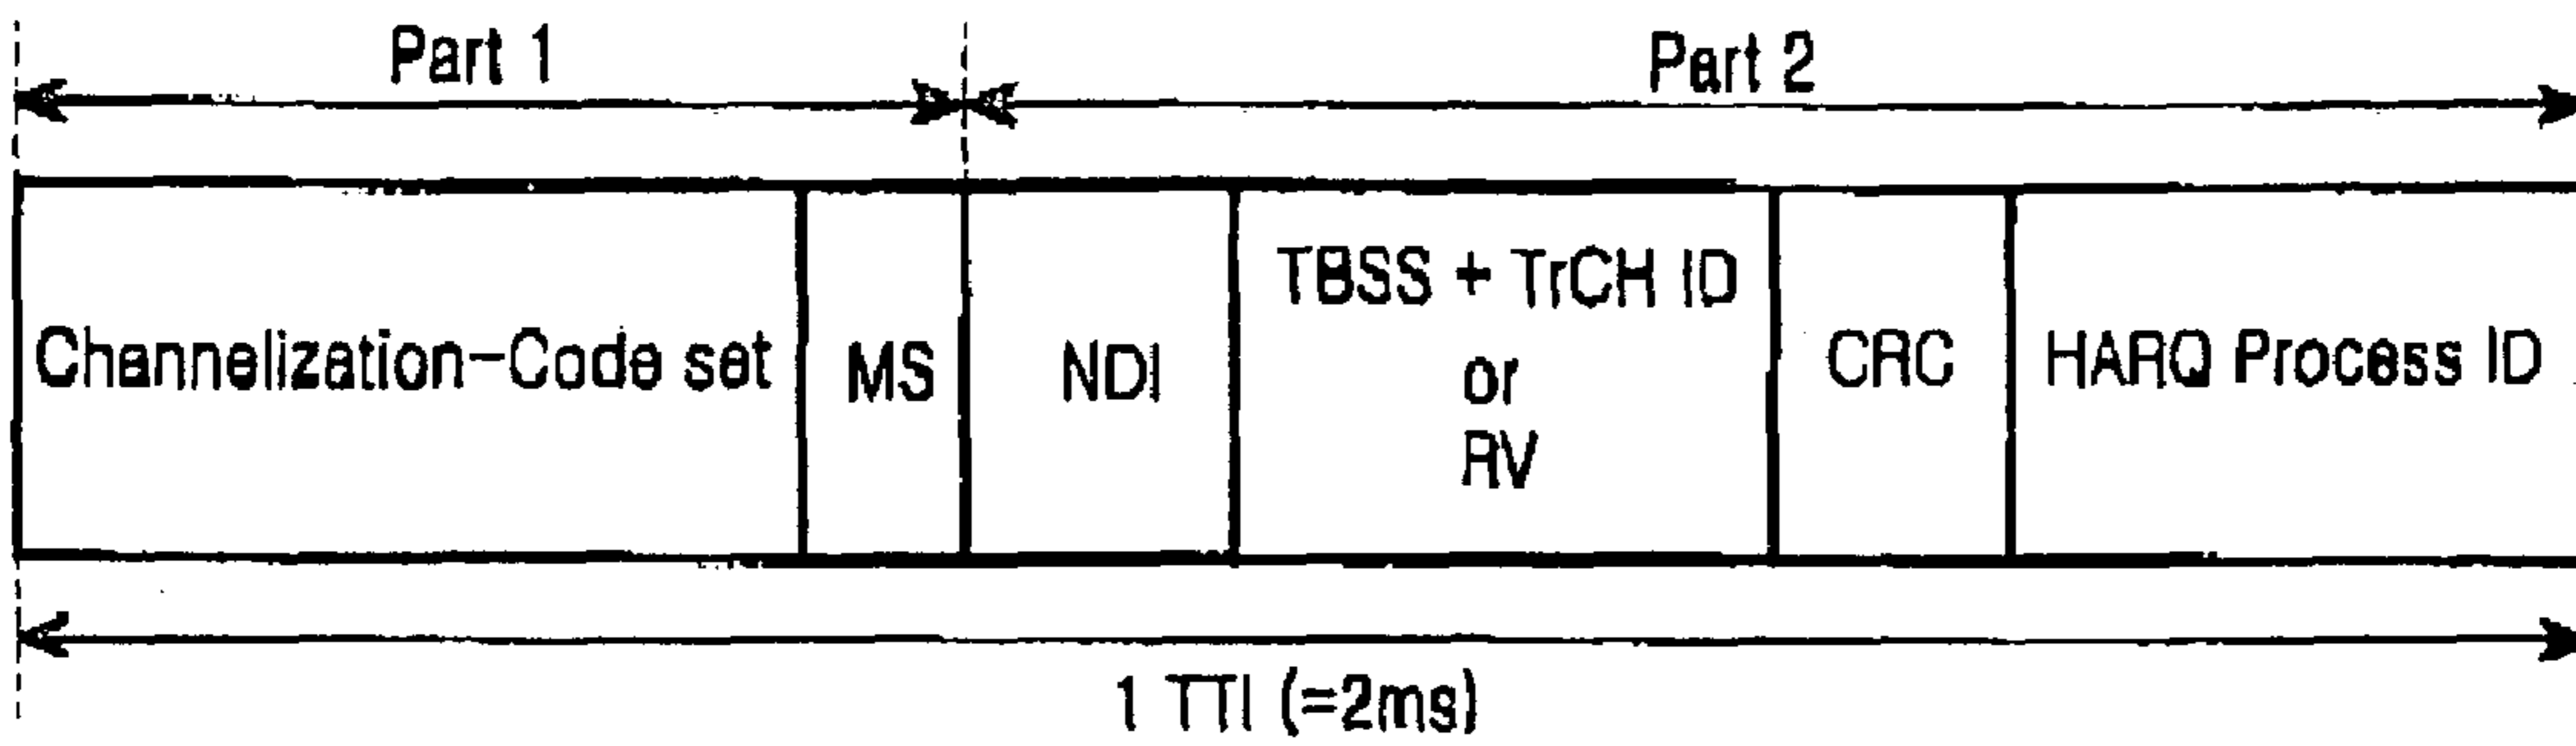 Part 1
Part 2
Channelization-Code set
MS
NDI
TBSS + TrCH ID
or
RV
CRC
HARQ Process ID
1 TTI (=2ms)